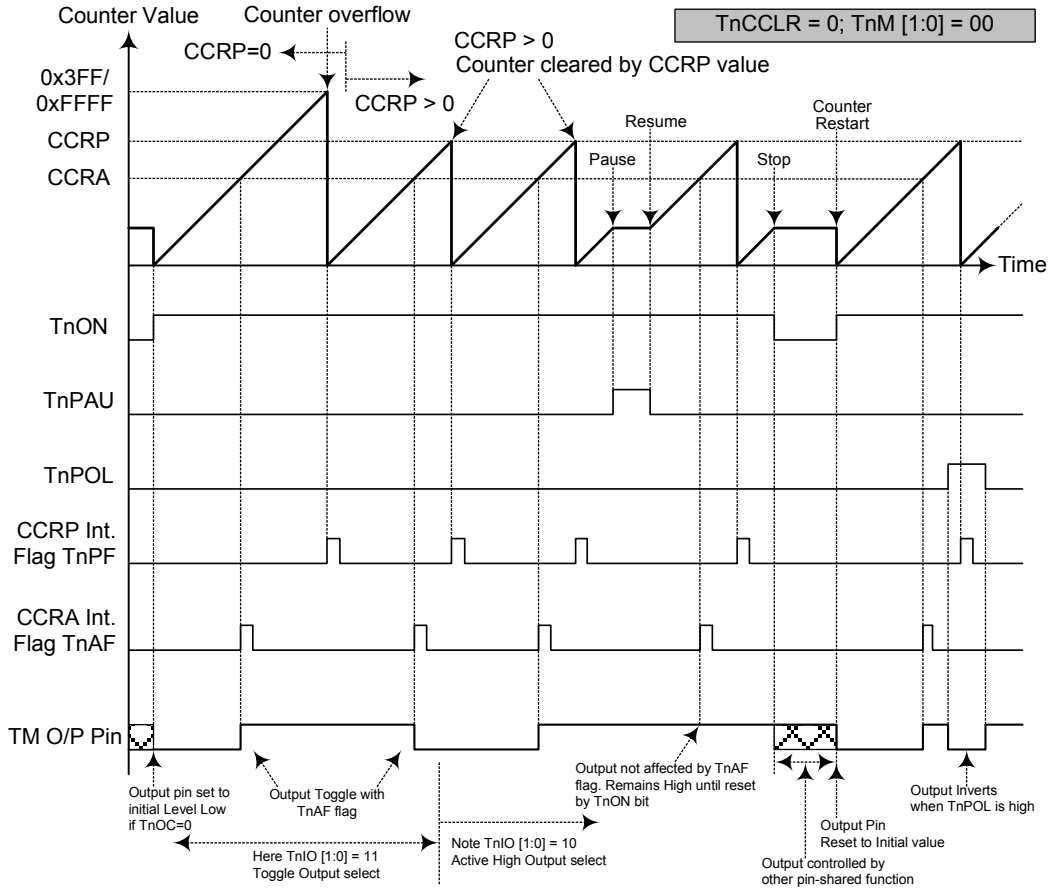 Counter Value
Counter overflow
TnCCLR = 0; TnM [1:0] = 00
CCRP=0
CCRP > 0
CCRP > 0
Counter cleared by CCRP value
0x3FF/
0xFFFF
CCRP
CCRA
Pause
Resume
Stop
Counter
Restart
Time
TnON
TnPAU
TnPOL
CCRP Int.
Flag TnPF
CCRA Int.
Flag TnAF
TM O/P Pin
Output pin set to
initial Level Low
if TnOC=0
Output Toggle with
TnAF flag
Output not affected by TnAF
flag. Remains High until reset
by TnON bit
Output Inverts
when TnPOL is high
Output Pin
Reset to Initial value
Here TnIO [1:0] = 11
Toggle Output select
Note TnIO [1:0] = 10
Active High Output select
Output controlled by
other pin-shared function